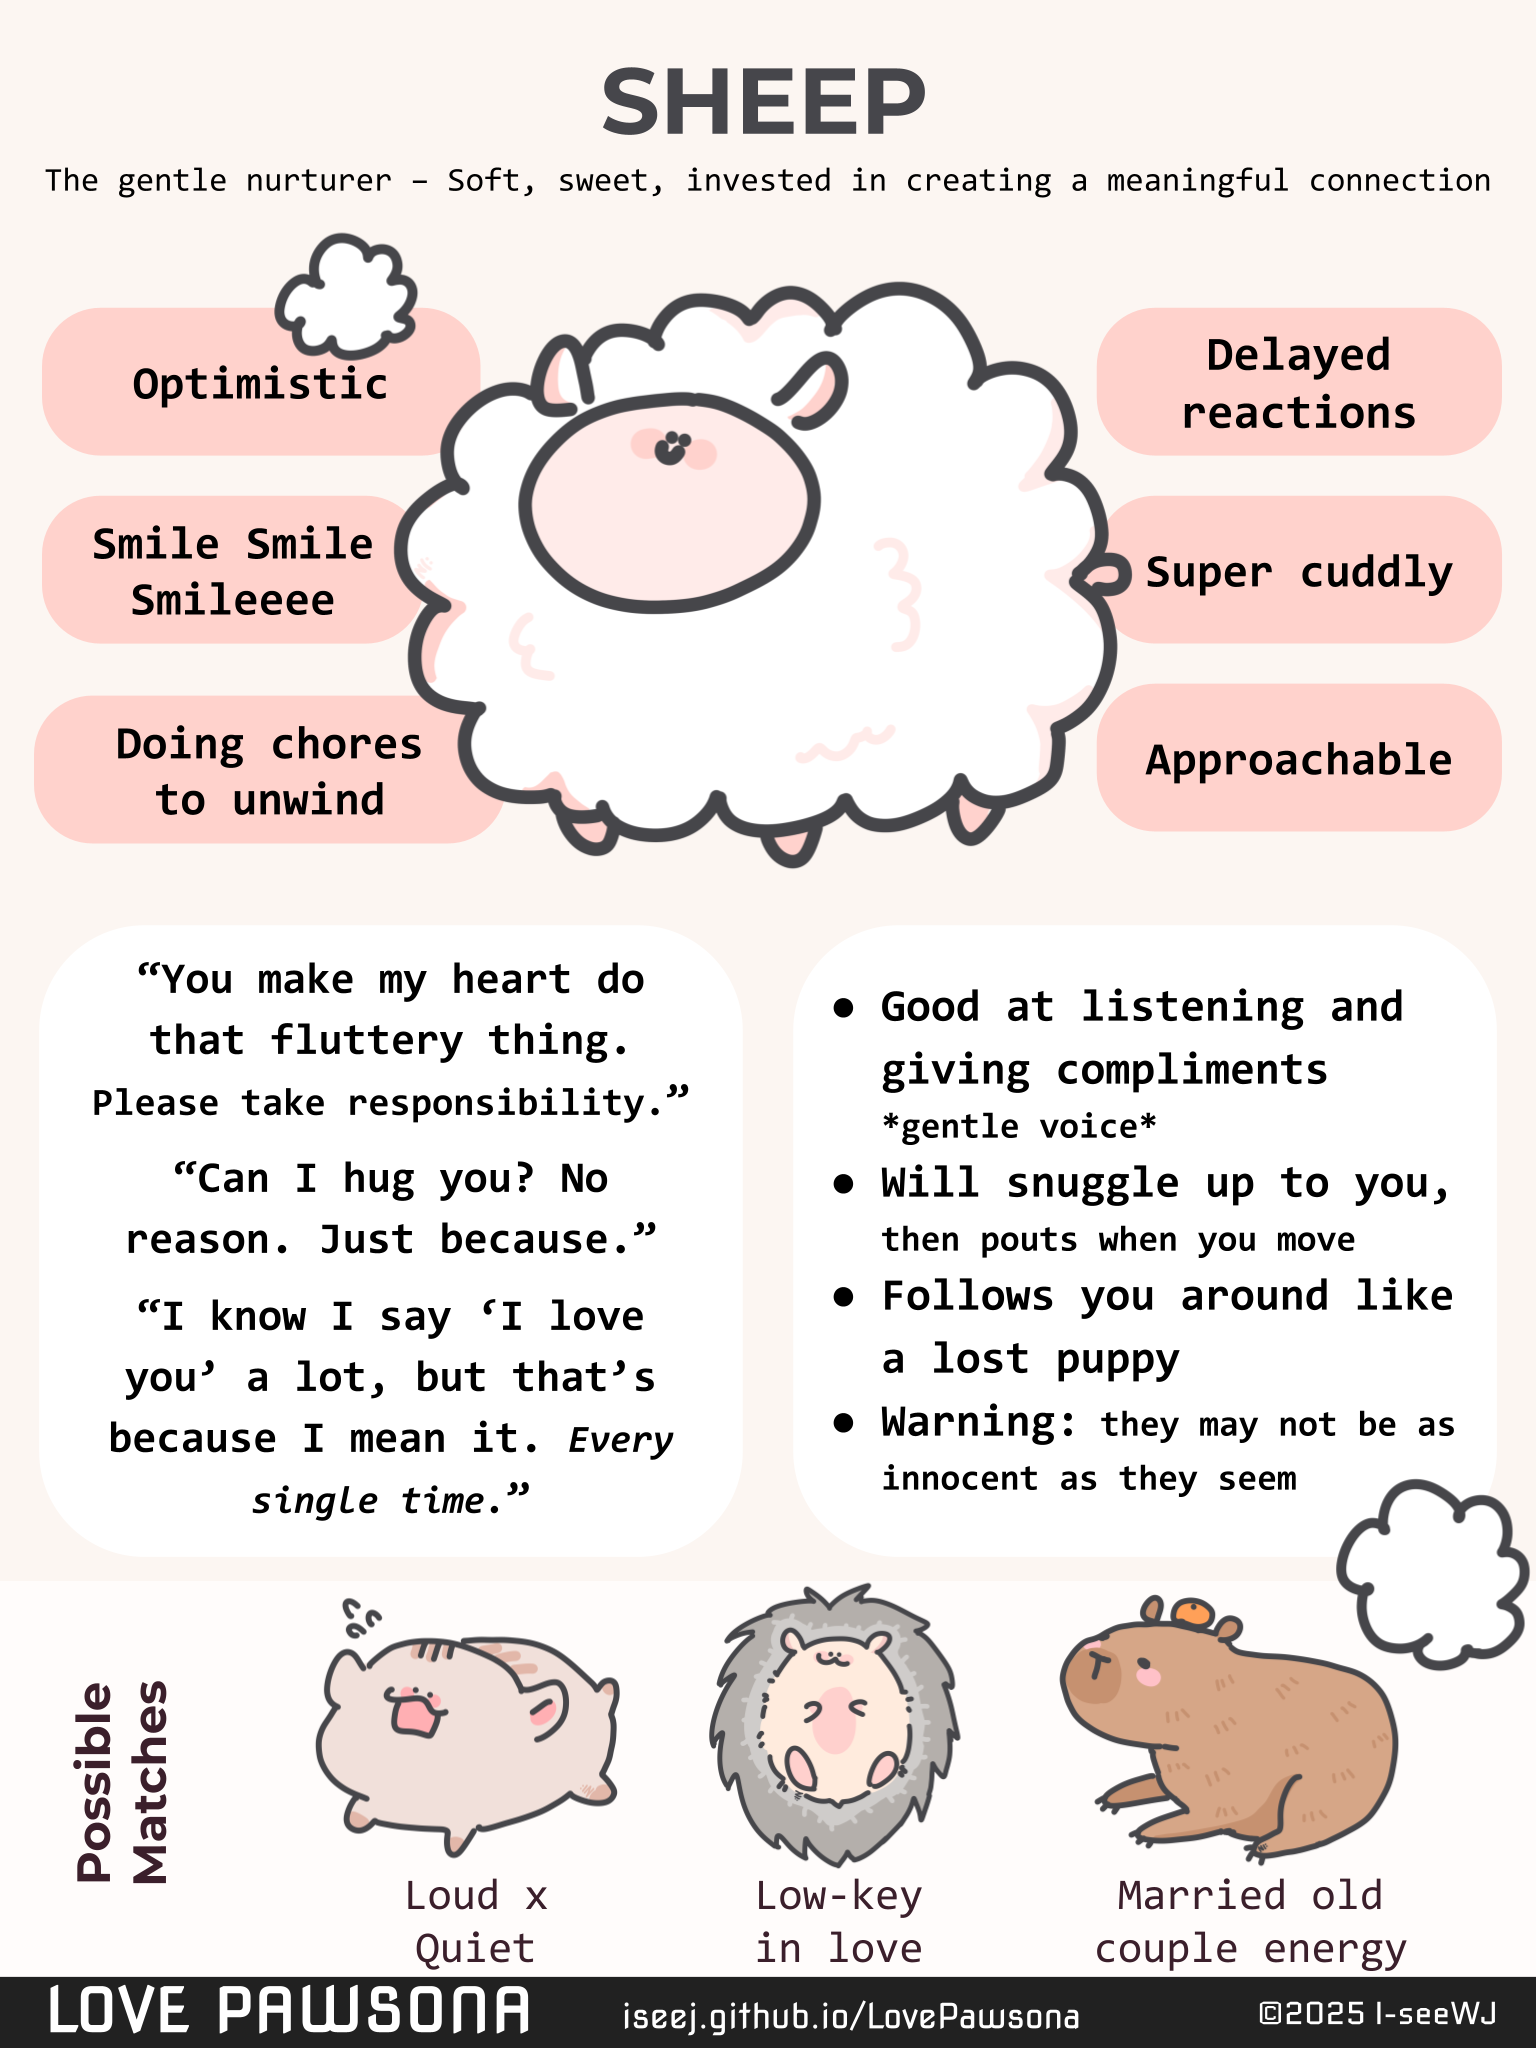 SHEEP
The gentle nurturer – Soft, sweet, invested in creating a meaningful connection
Optimistic
Smile Smile
Smileeee
Doing chores
to unwind
Delayed
reactions
Super cuddly
Approachable
“You make my heart do
that fluttery thing.
Please take responsibility.”
“Can I hug you? No
reason. Just because.”
“I know I say ‘I love
you’ a lot, but that’s
because I mean it. Every
single time.”
● Good at listening and
giving compliments
*gentle voice*
● Will snuggle up to you,
then pouts when you move
● Follows you around like
a lost puppy
● Warning: they may not be as
innocent as they seem
Possible
Matches
Loud x
Quiet
Low-key
in love
Married old
couple energy
LOVE PAWSONA
iseej.github.io/LovePawsona
©2025 I-seeWJ